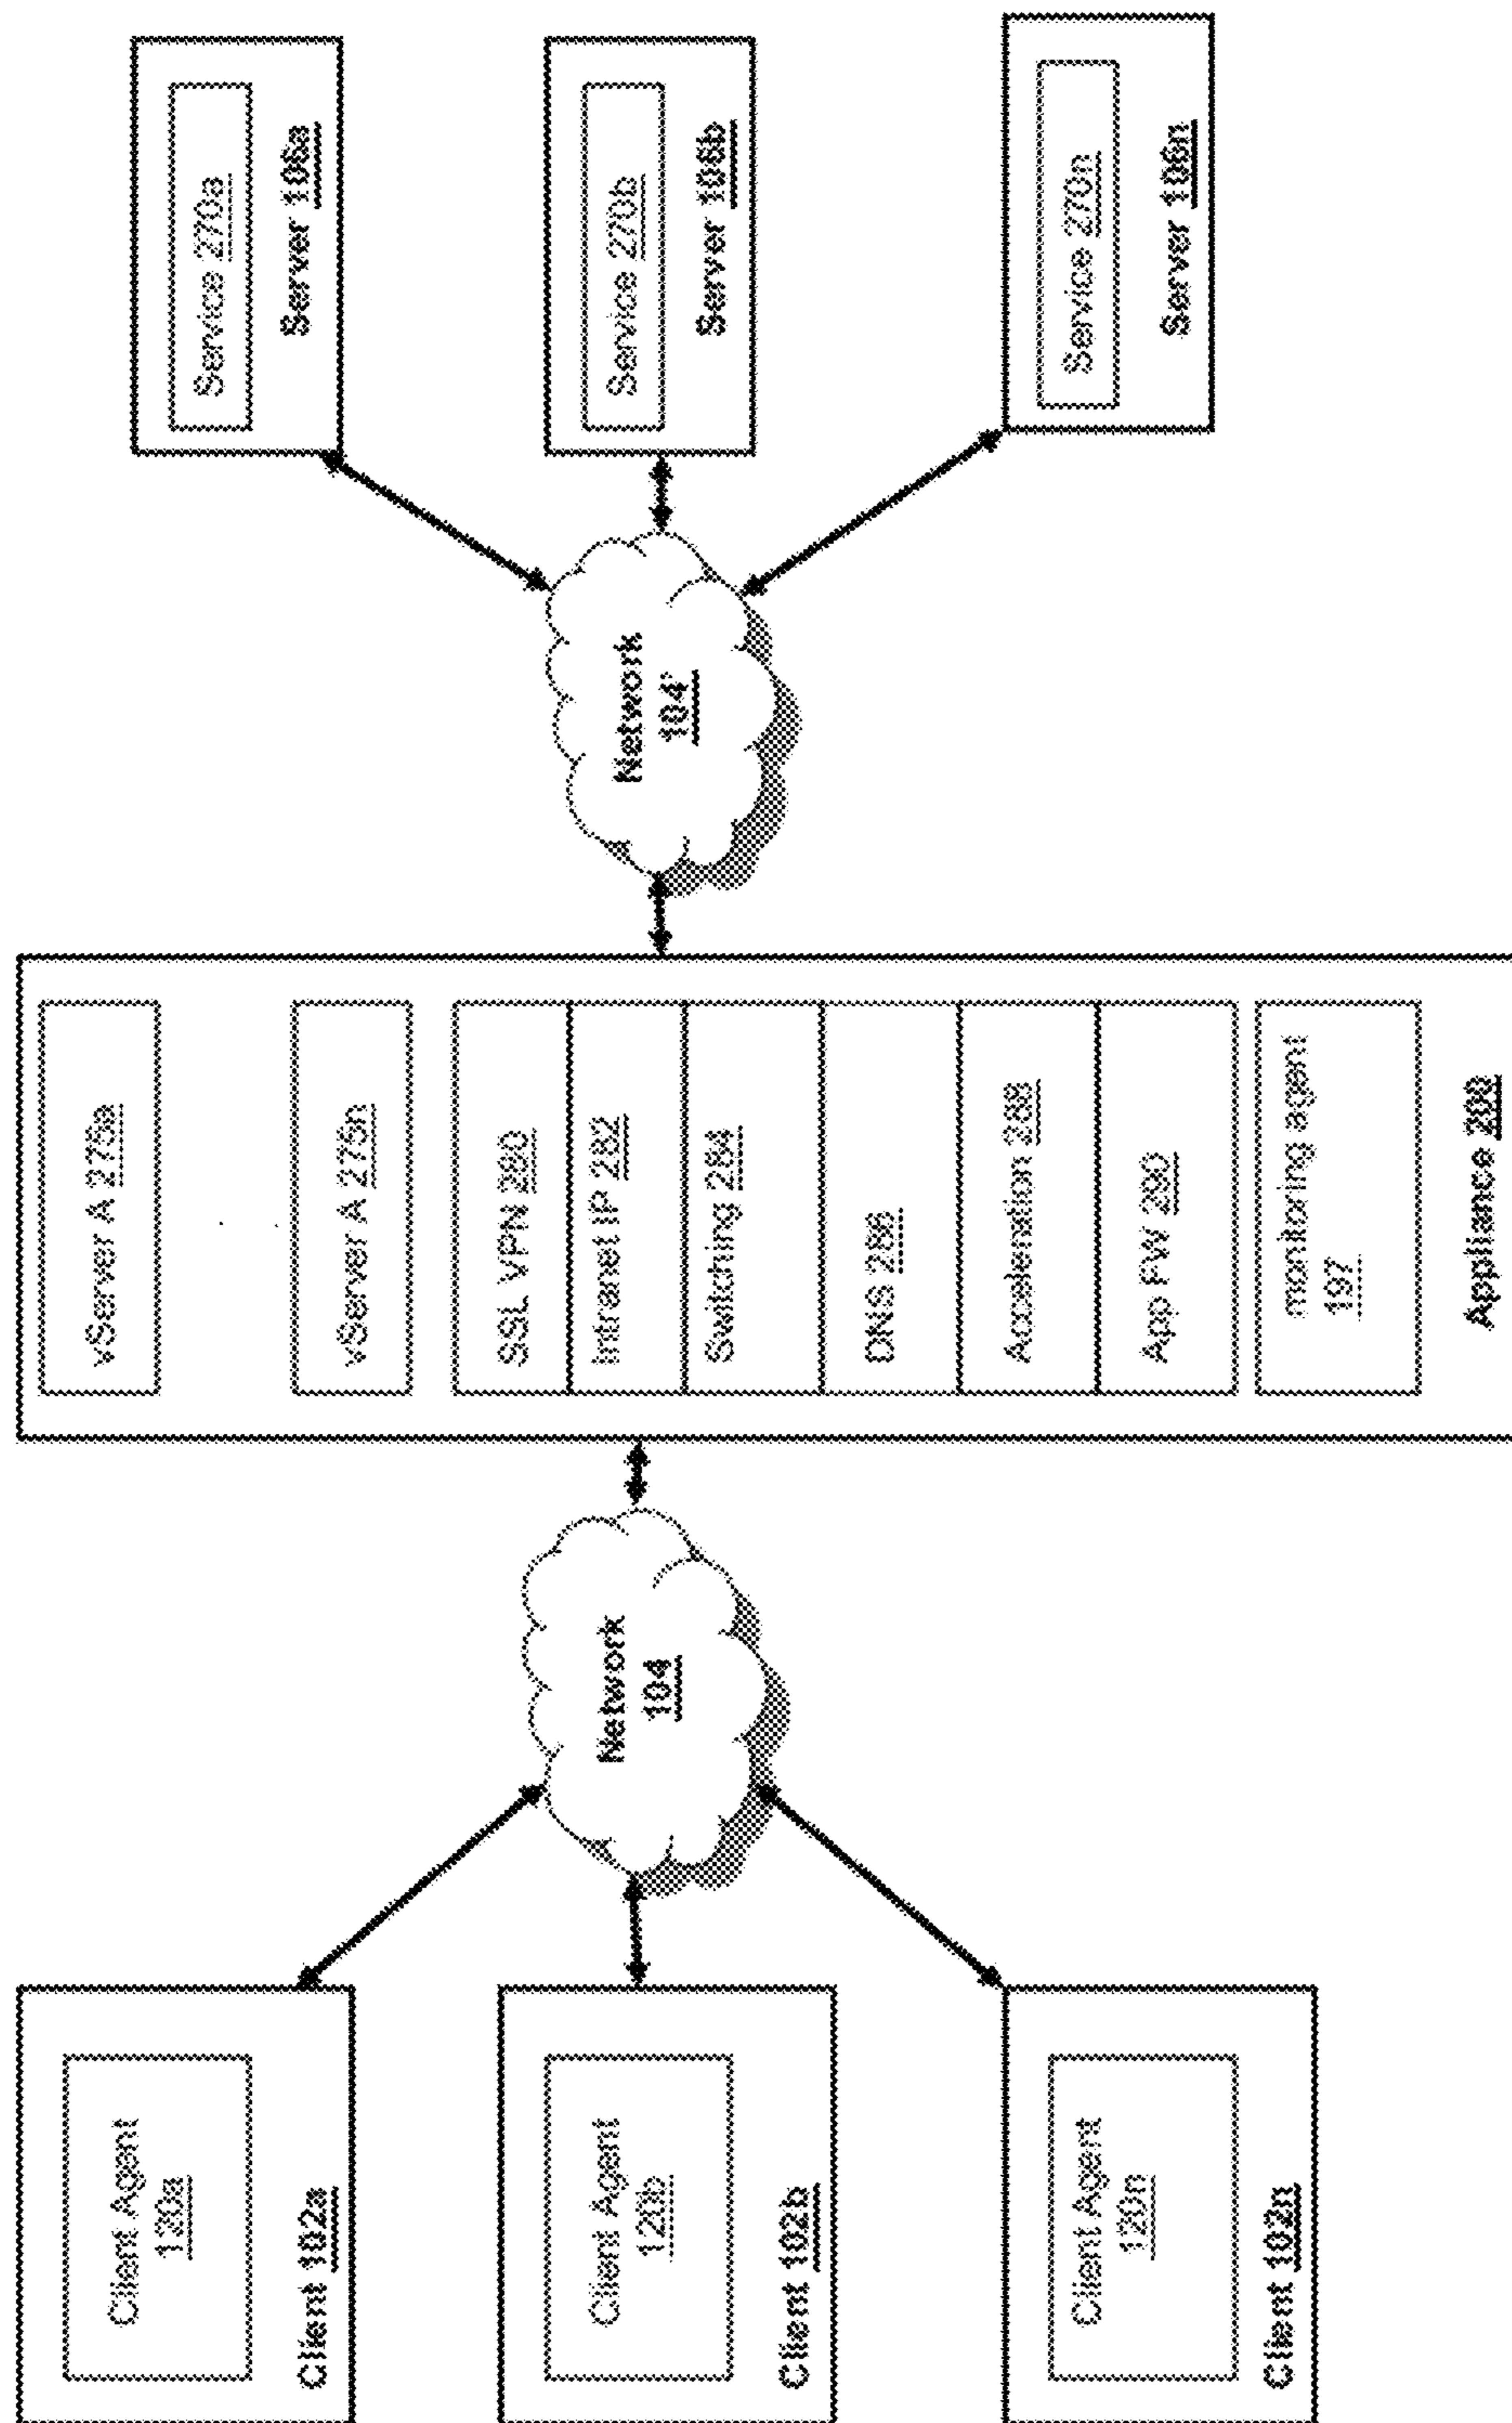 Client Agent
120a
Client 102a
Client Agent
120b
Client 102b
Client Agent
120n
Client 102n
Network
104
vServer A 275a
vServer A 275n
SSL VPN 280
Intranet IP 282
Switching 284
DNS 286
Acceleration 288
App FW 290
monitoring agent
197
Appliance 200
Network
104'
Service 270a
Server 106a
Service 270b
Server 106b
Service 270n
Server 106n